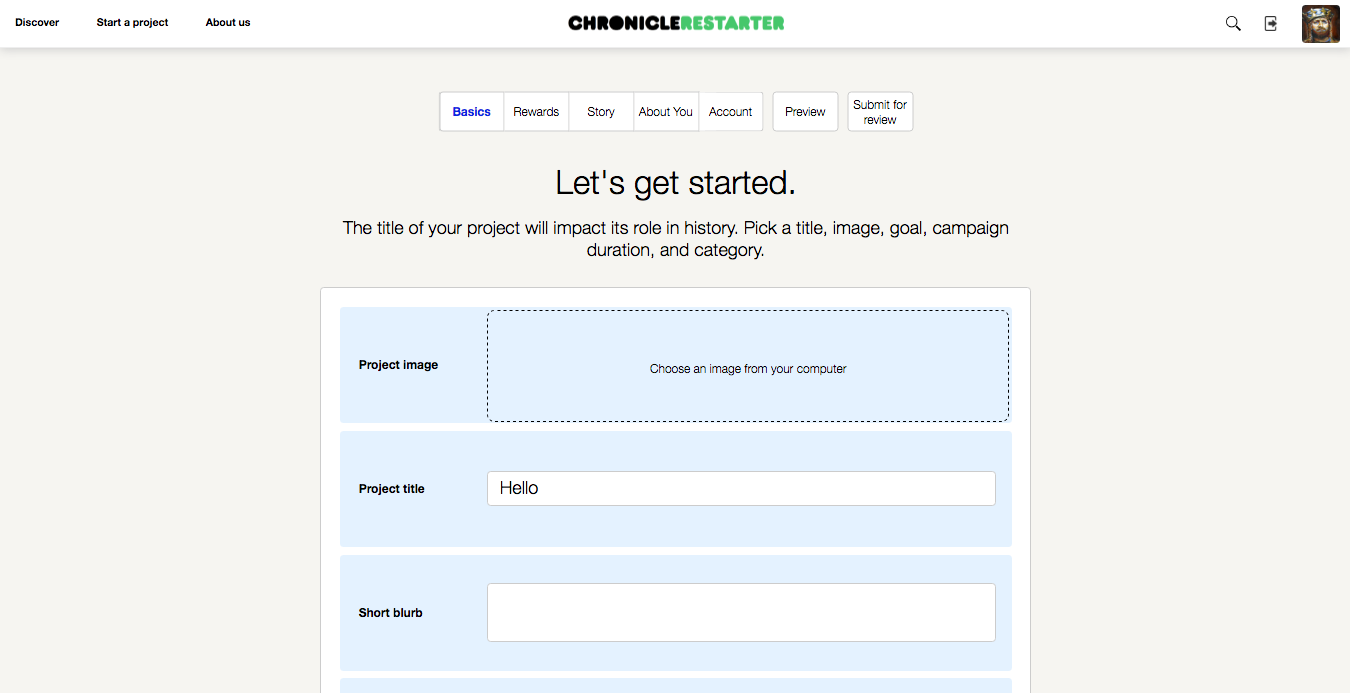 Discover Start a project About us CHRONICLERESTARTER
Basics Rewards Story About You Account Preview Submit for
review
Let's get started.
The title of your project will impact its role in history. Pick a title, image, goal, campaign
duration, and category.
Project image
Choose an image from your computer
Project title
Hello
Short blurb